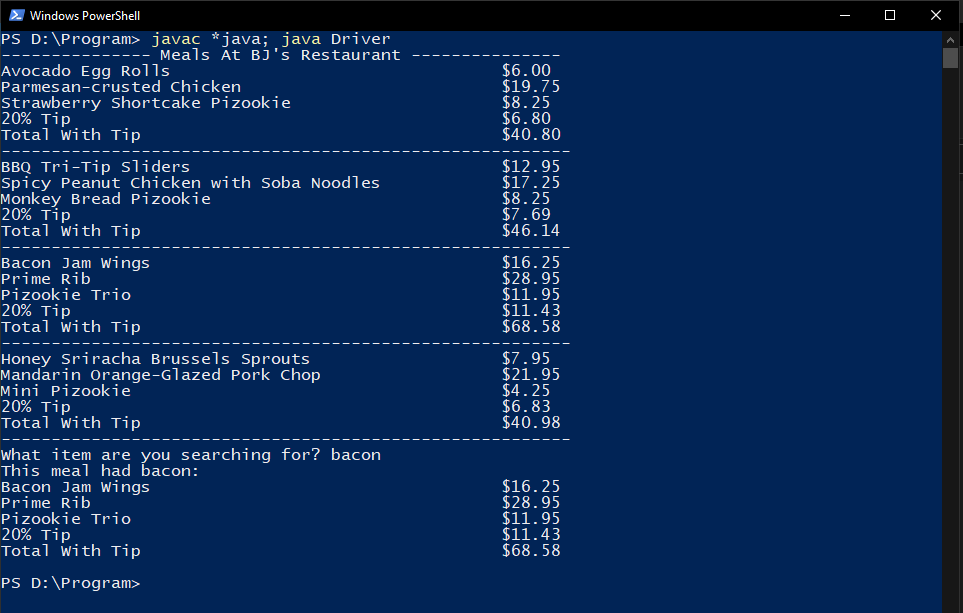 Windows PowerShell
PS D:\Program> javac *java; java Driver
--------------- Meals At BJ's Restaurant ---------------
Avocado Egg Rolls                                 $6.00
Parmesan-crusted Chicken                          $19.75
Strawberry Shortcake Pizookie                     $8.25
20% Tip                                           $6.80
Total With Tip                                    $40.80
---------------------------------------------------------
BBQ Tri-Tip Sliders                               $12.95
Spicy Peanut Chicken with Soba Noodles            $17.25
Monkey Bread Pizookie                             $8.25
20% Tip                                           $7.69
Total With Tip                                    $46.14
---------------------------------------------------------
Bacon Jam Wings                                   $16.25
Prime Rib                                         $28.95
Pizookie Trio                                     $11.95
20% Tip                                           $11.43
Total With Tip                                    $68.58
---------------------------------------------------------
Honey Sriracha Brussels Sprouts                   $7.95
Mandarin Orange-Glazed Pork Chop                  $21.95
Mini Pizookie                                     $4.25
20% Tip                                           $6.83
Total With Tip                                    $40.98
---------------------------------------------------------
What item are you searching for? bacon
This meal had bacon:
Bacon Jam Wings                                   $16.25
Prime Rib                                         $28.95
Pizookie Trio                                     $11.95
20% Tip                                           $11.43
Total With Tip                                    $68.58
PS D:\Program>